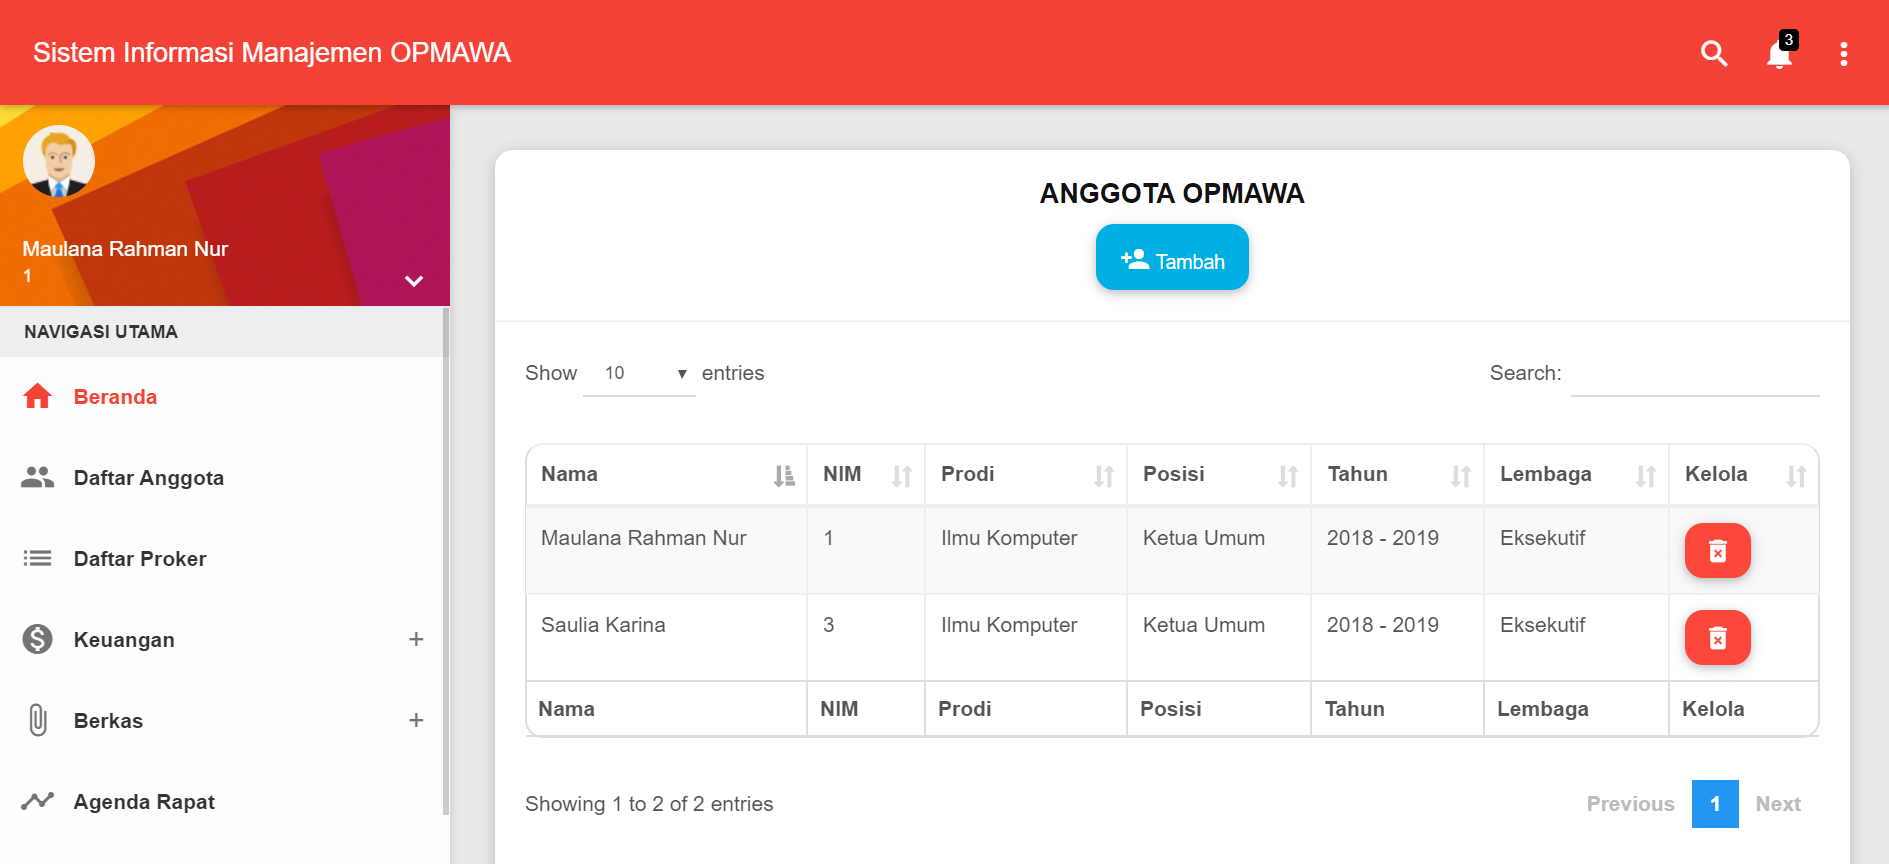 Sistem Informasi Manajemen OPMAWA
3
Maulana Rahman Nur
1
NAVIGASI UTAMA
Beranda
Daftar Anggota
Daftar Proker
Keuangan +
Berkas +
Agenda Rapat
ANGGOTA OPMAWA
Tambah
Show 10 entries Search:
Nama NIM Prodi Posisi Tahun Lembaga Kelola
Maulana Rahman Nur 1 Ilmu Komputer Ketua Umum 2018 - 2019 Eksekutif
Saulia Karina 3 Ilmu Komputer Ketua Umum 2018 - 2019 Eksekutif
Nama NIM Prodi Posisi Tahun Lembaga Kelola
Showing 1 to 2 of 2 entries Previous 1 Next